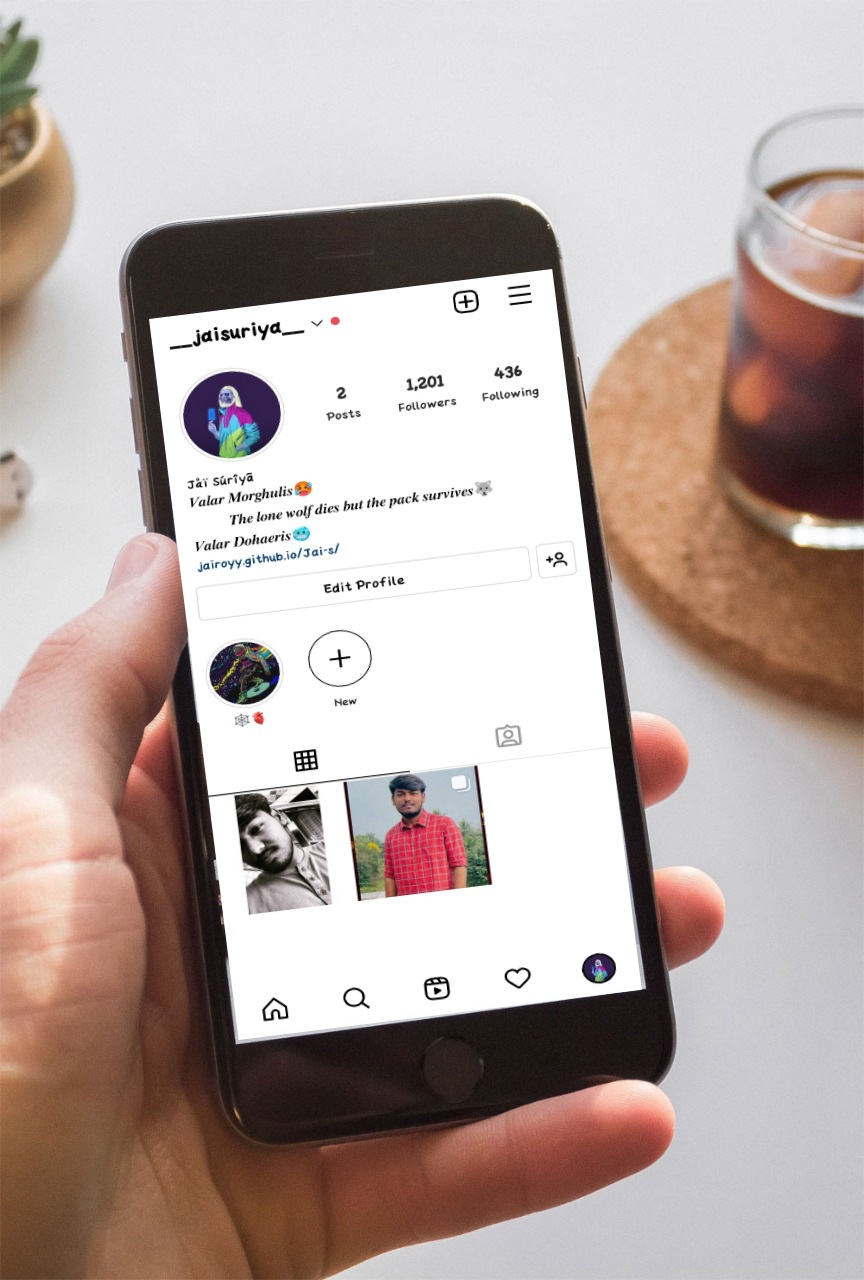 __jaisuriya__
2 1,201 436
Posts Followers Following
Jåï Súrîyā
Valar Morghulis🥵
The lone wolf dies but the pack survives🐺
Valar Dohaeris🥶
jairoyy.github.io/Jai-s/
Edit Profile
🕸️🫀
New